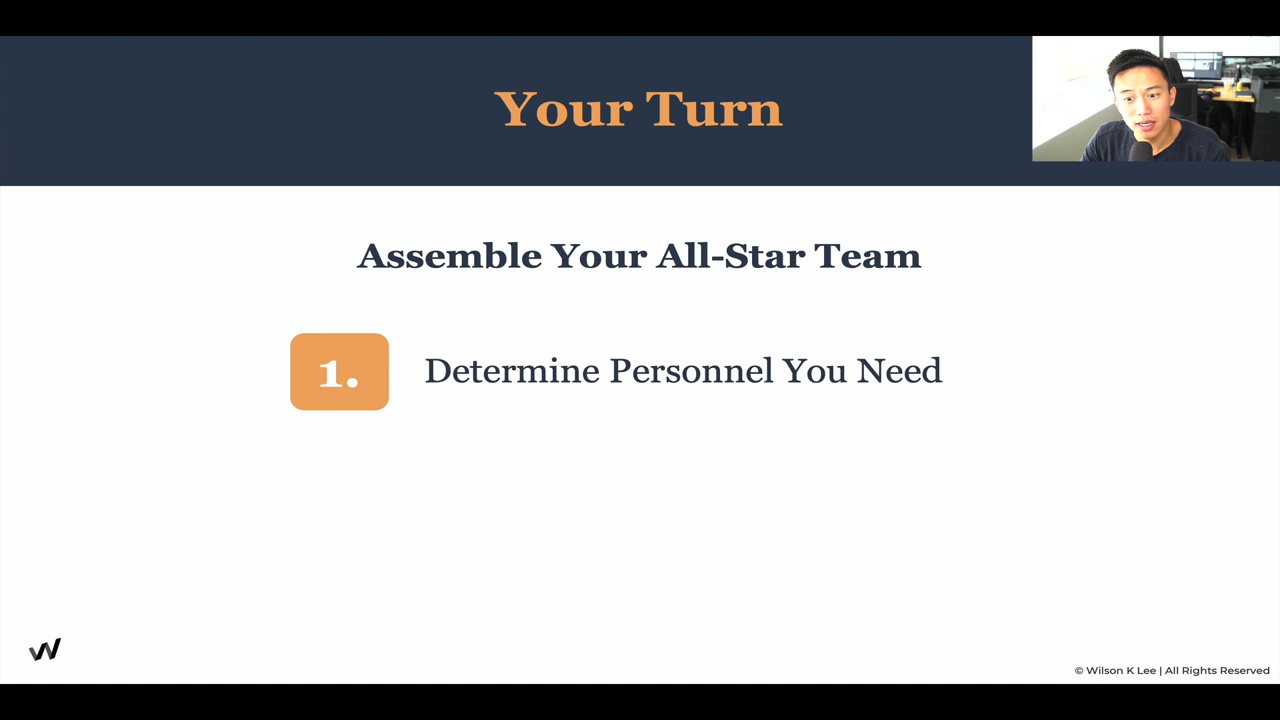 Your Turn
Assemble Your All-Star Team
1. Determine Personnel You Need
© Wilson K Lee | All Rights Reserved